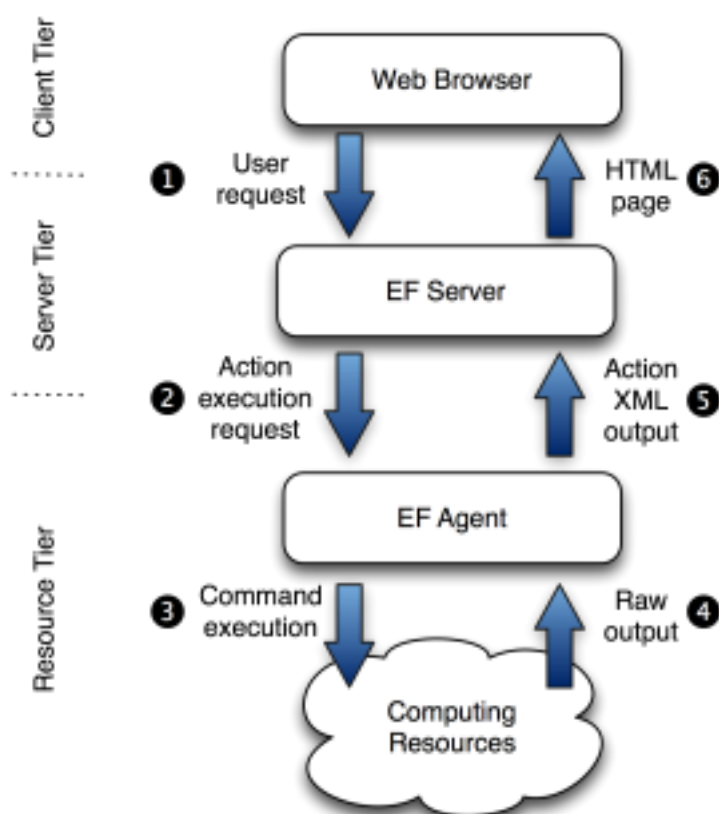 Client Tier
Web Browser
1
User
request
HTML
page
6
Server Tier
EF Server
2
Action
execution
request
Action
XML
output
5
Resource Tier
EF Agent
3
Command
execution
Raw
output
4
Computing
Resources